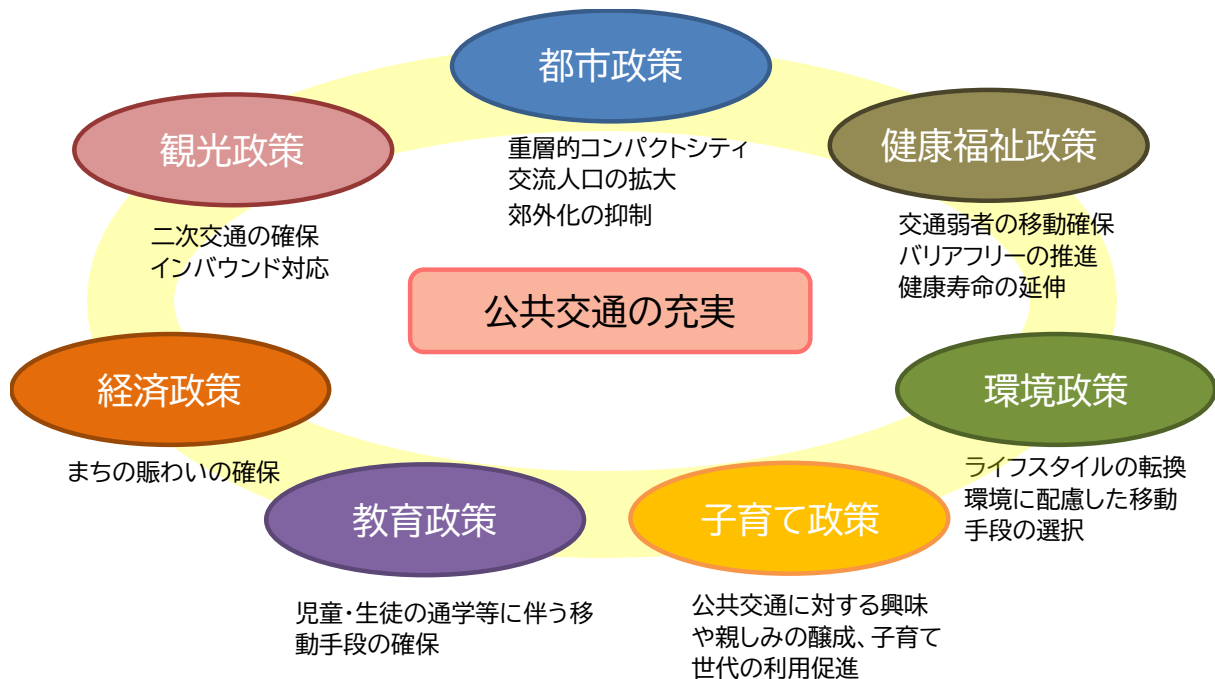 都市政策
重層的コンパクトシティ
交流人口の拡大
郊外化の抑制
観光政策
二次交通の確保
インバウンド対応
健康福祉政策
交通弱者の移動確保
バリアフリーの推進
健康寿命の延伸
公共交通の充実
経済政策
まちの賑わいの確保
環境政策
ライフスタイルの転換
環境に配慮した移動
手段の選択
教育政策
児童・生徒の通学等に伴う移
動手段の確保
子育て政策
公共交通に対する興味
や親しみの醸成、子育て
世代の利用促進